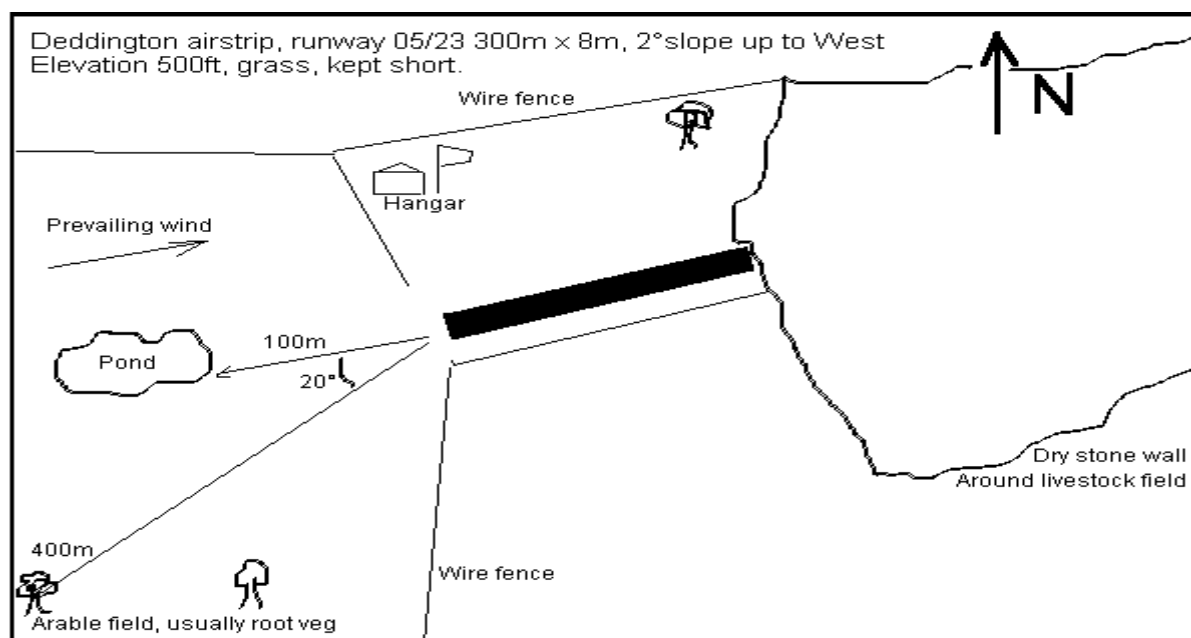 Deddington airstrip, runway 05/23 300m x 8m, 2°slope up to West
Elevation 500ft, grass, kept short.
Wire fence
N
Hangar
Prevailing wind
100m
Pond
20°
Dry stone wall
Around livestock field
400m
Wire fence
Arable field, usually root veg